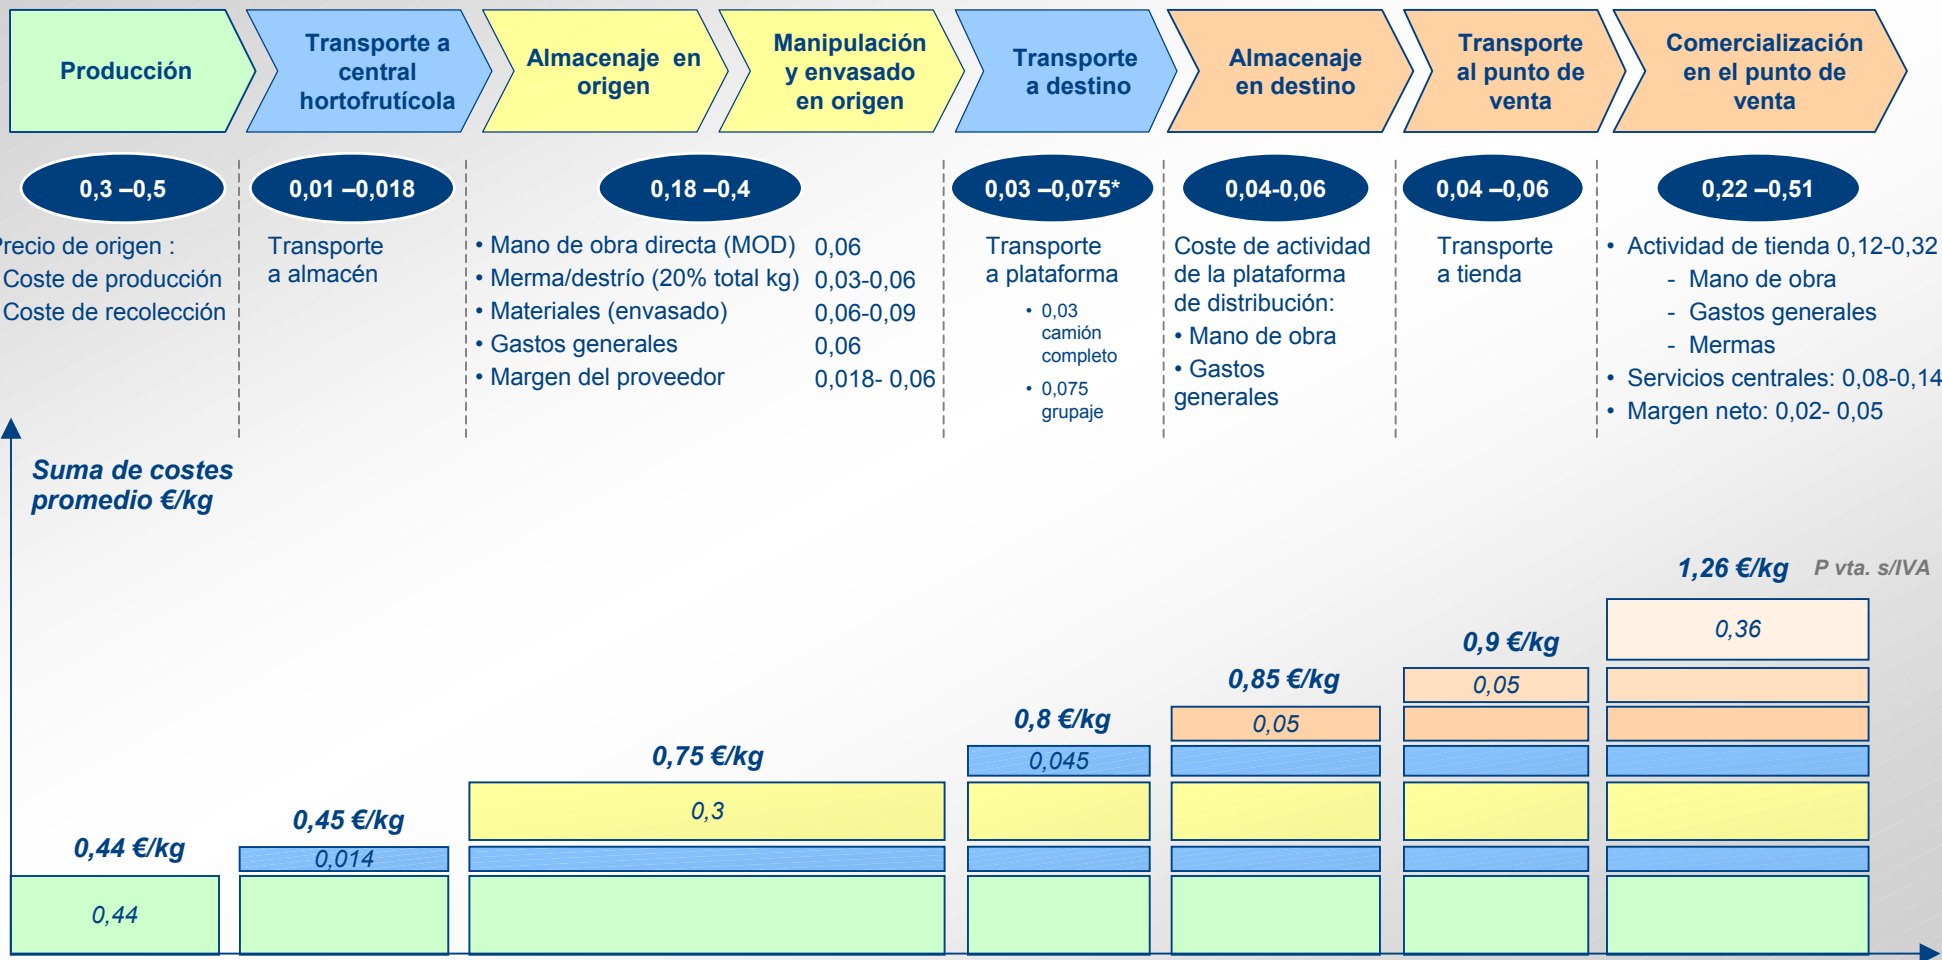 Producción
Transporte a
central
hortofrutícola
Almacenaje en
origen
Manipulación
y envasado
en origen
Transporte
a destino
Almacenaje
en destino
Transporte
al punto de
venta
Comercialización
en el punto de
venta
0,3 –0,5
0,01 –0,018
0,18 –0,4
0,03 –0,075*
0,04-0,06
0,04 –0,06
0,22 –0,51
Precio de origen :
Coste de producción
Coste de recolección
Transporte
a almacén
• Mano de obra directa (MOD) 0,06
• Merma/destrío (20% total kg) 0,03-0,06
• Materiales (envasado) 0,06-0,09
• Gastos generales 0,06
• Margen del proveedor 0,018- 0,06
Transporte
a plataforma
• 0,03
camión
completo
• 0,075
grupaje
Coste de actividad
de la plataforma
de distribución:
• Mano de obra
• Gastos
generales
Transporte
a tienda
• Actividad de tienda 0,12-0,32
- Mano de obra
- Gastos generales
- Mermas
• Servicios centrales: 0,08-0,14
• Margen neto: 0,02- 0,05
Suma de costes
promedio €/kg
0,44 €/kg
0,44
0,45 €/kg
0,014
0,75 €/kg
0,3
0,8 €/kg
0,045
0,85 €/kg
0,05
0,9 €/kg
0,05
1,26 €/kg P vta. s/IVA
0,36